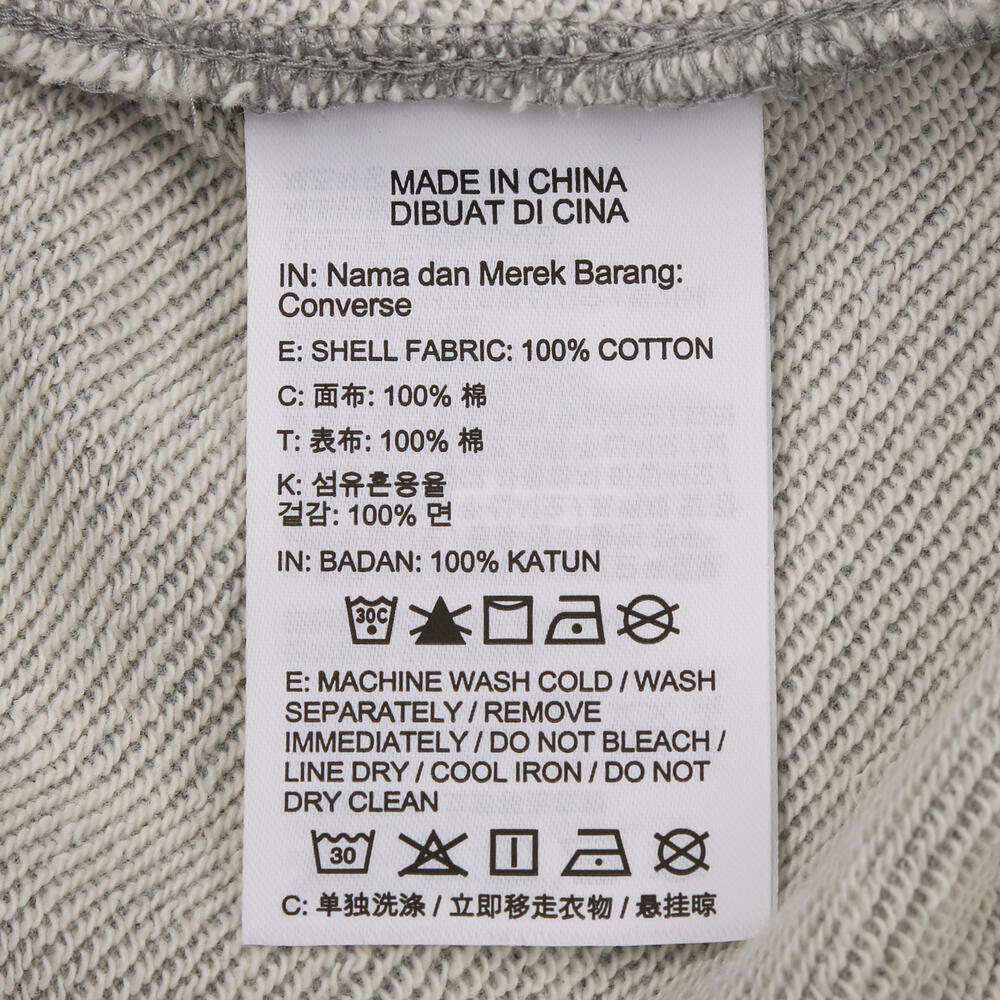 MADE IN CHINA
DIBUAT DI CINA
IN: Nama dan Merek Barang:
Converse
E: SHELL FABRIC: 100% COTTON
C: 面布: 100% 棉
T: 表布: 100% 棉
K: 섬유혼용율
겉감: 100% 면
IN: BADAN: 100% KATUN
30C
E: MACHINE WASH COLD / WASH
SEPARATELY / REMOVE
IMMEDIATELY / DO NOT BLEACH /
LINE DRY / COOL IRON / DO NOT
DRY CLEAN
30
C: 单独洗涤 / 立即移走衣物 / 悬挂晾